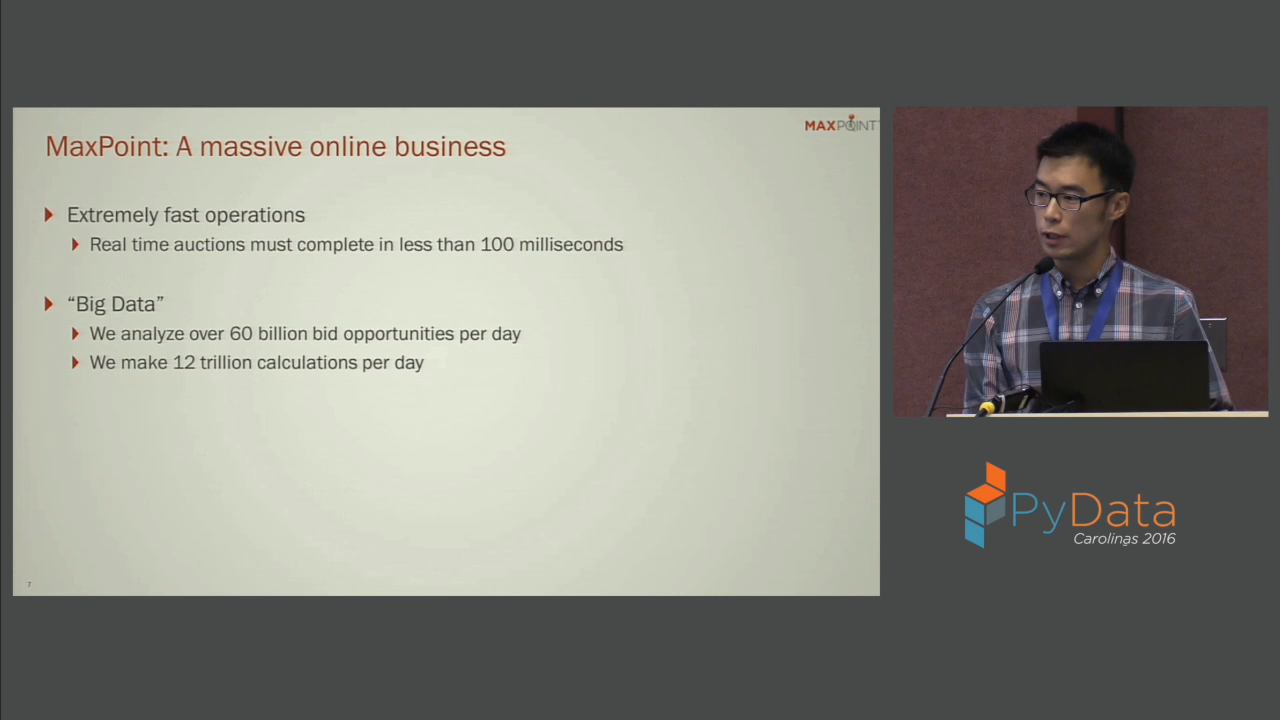 MAXPOINT
MaxPoint: A massive online business
Extremely fast operations
Real time auctions must complete in less than 100 milliseconds
“Big Data”
We analyze over 60 billion bid opportunities per day
We make 12 trillion calculations per day
7
PyData
Carolinas 2016